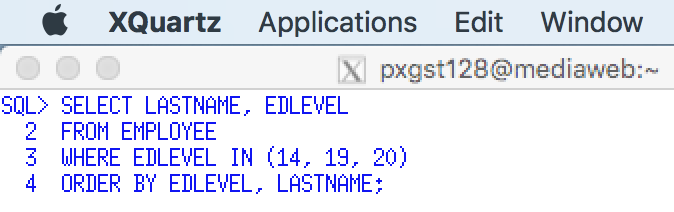 XQuartz Applications Edit Window
pxgst128@mediaweb:~
SQL> SELECT LASTNAME, EDLEVEL
2 FROM EMPLOYEE
3 WHERE EDLEVEL IN (14, 19, 20)
4 ORDER BY EDLEVEL, LASTNAME;